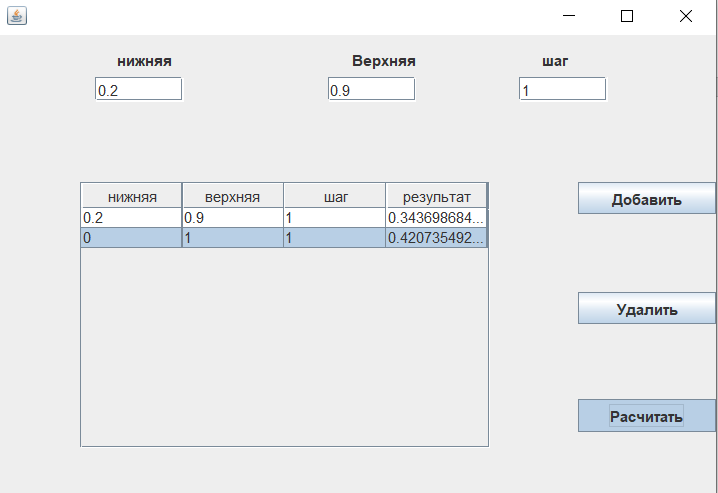 нижняя Верхняя шаг
0.2 0.9 1
нижняя верхняя шаг результат
0.2 0.9 1 0.343698684...
0 1 1 0.420735492...
Добавить
Удалить
Расчитать